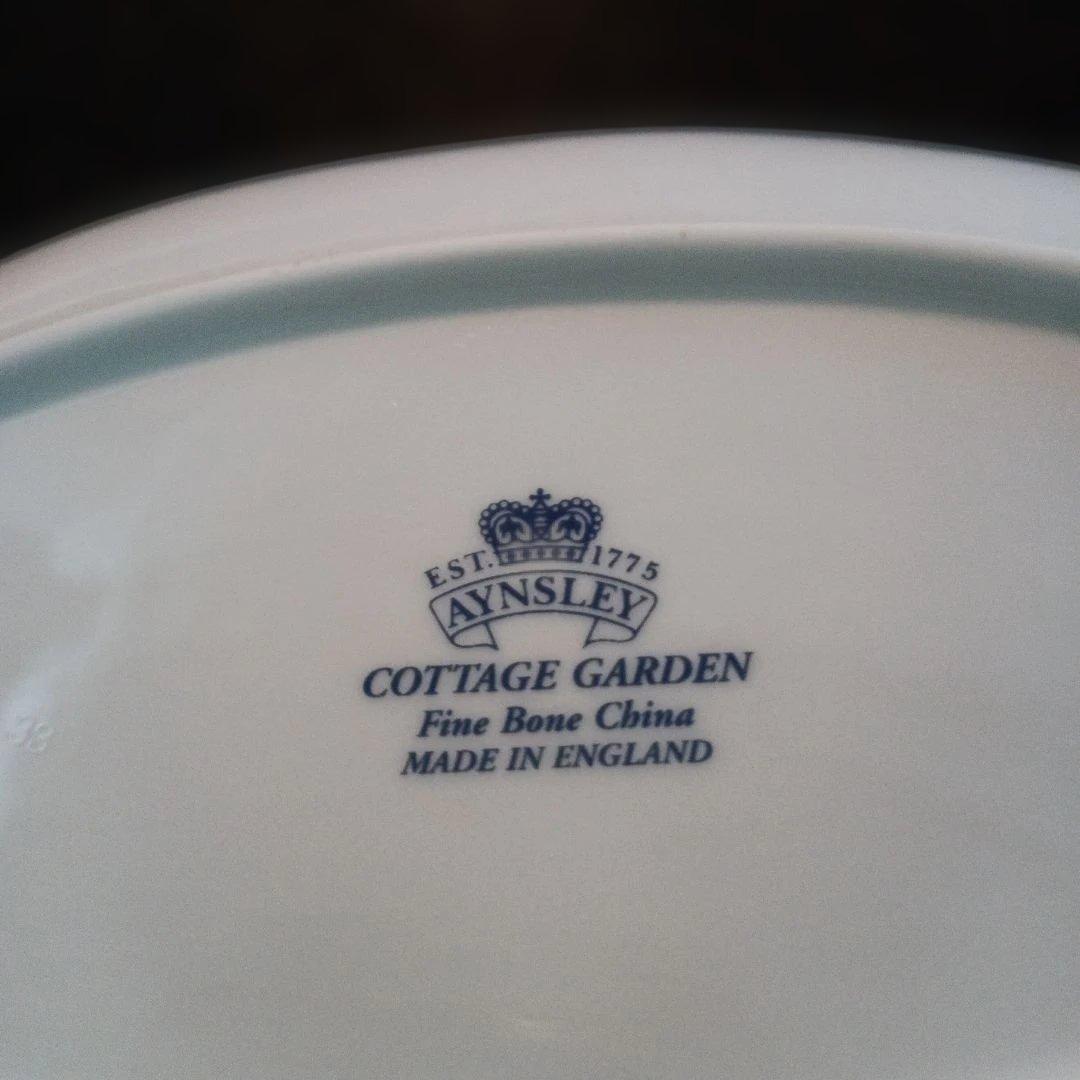 EST. 1775
AYNSLEY
COTTAGE GARDEN
Fine Bone China
MADE IN ENGLAND